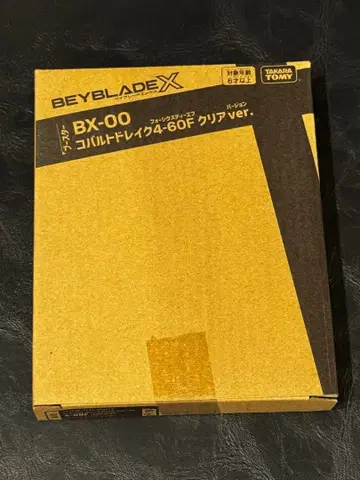 BEYBLADE X
ベイブレードエックス
対象年齢
6才以上
TAKARA
TOMY
ブースター
BX-00
フォーシックスティーエフ
バージョン
コバルトドレイク4-60F クリアver.